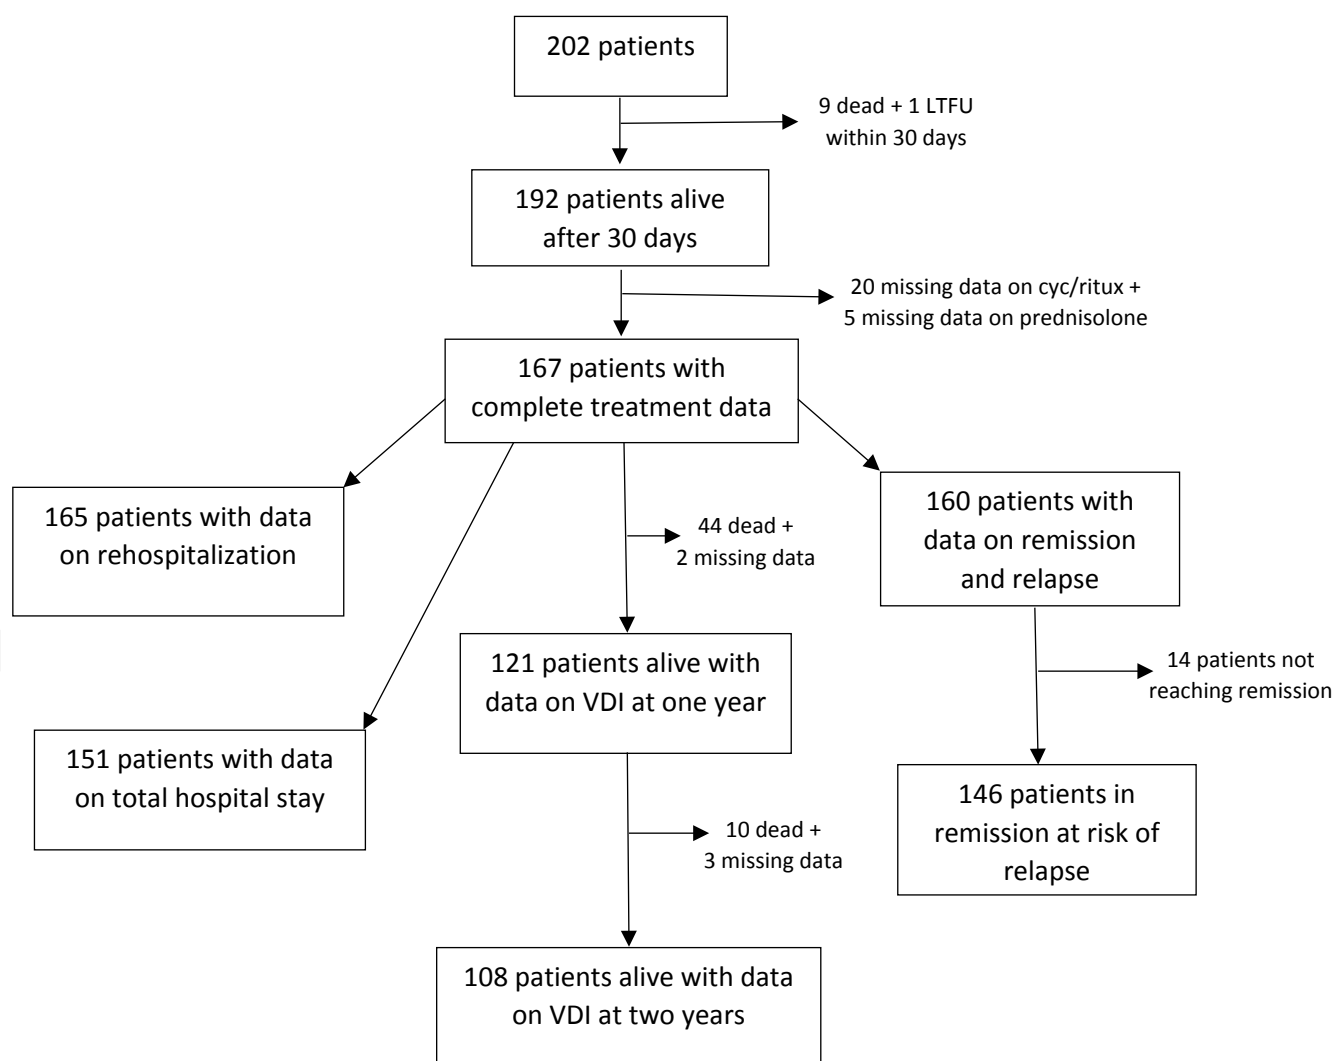 202 patients
9 dead + 1 LTFU
within 30 days
192 patients alive
after 30 days
20 missing data on cyc/ritux +
5 missing data on prednisolone
167 patients with
complete treatment data
165 patients with data
on rehospitalization
44 dead +
2 missing data
160 patients with
data on remission
and relapse
121 patients alive with
data on VDI at one year
14 patients not
reaching remission
151 patients with data
on total hospital stay
146 patients in
remission at risk of
relapse
10 dead +
3 missing data
108 patients alive with data
on VDI at two years